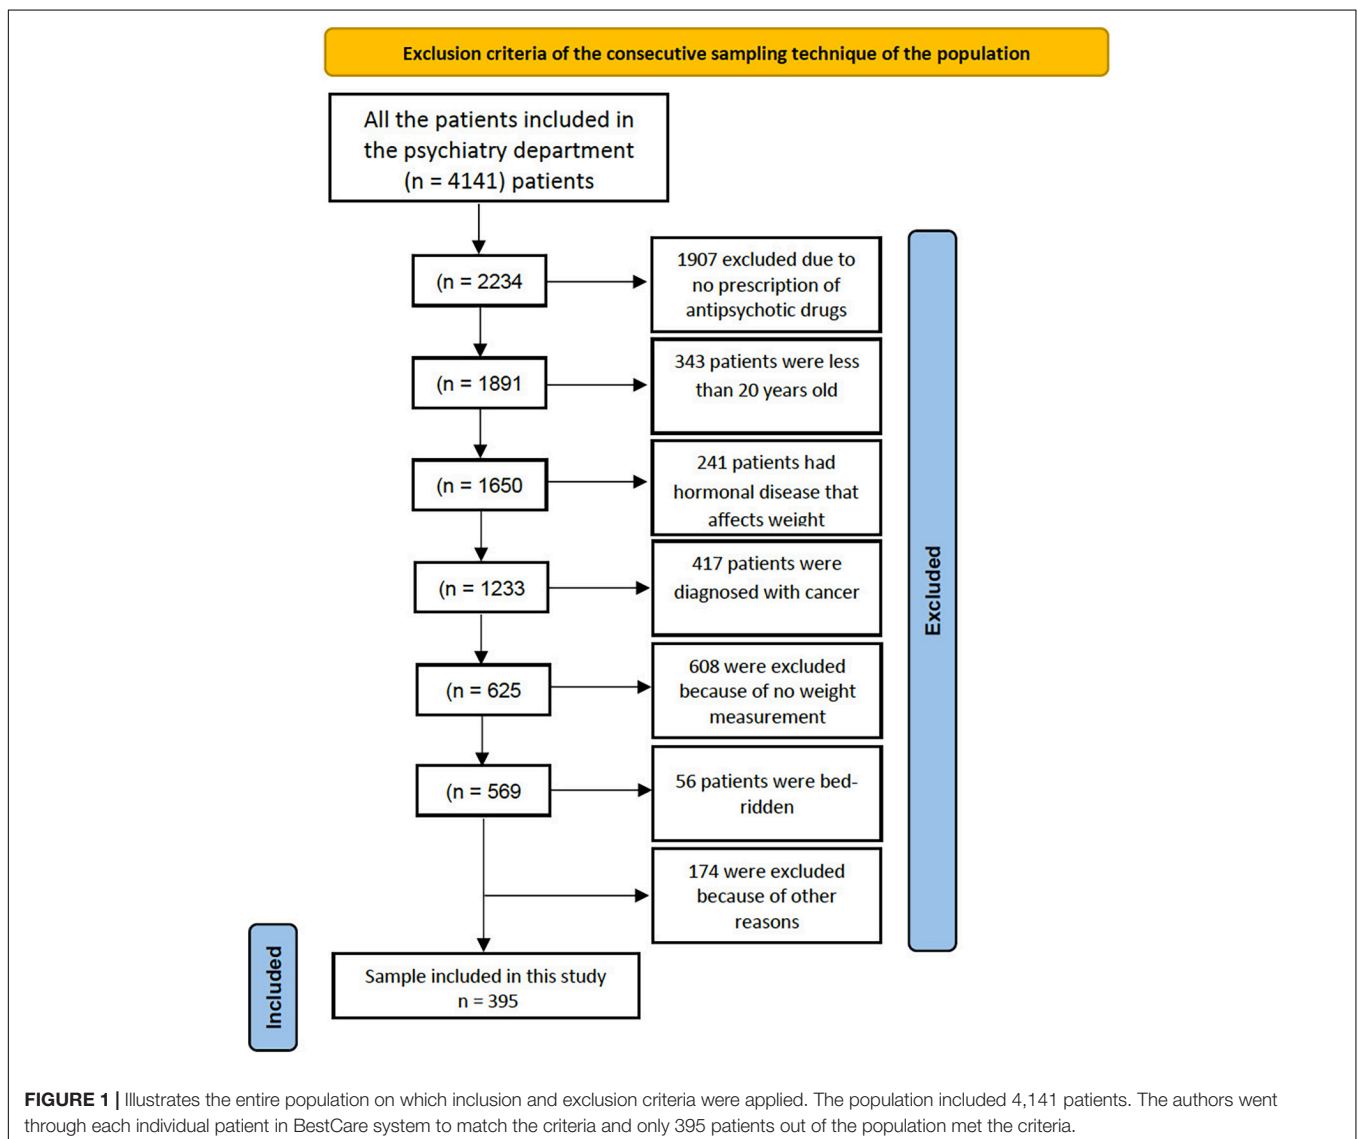 Exclusion criteria of the consecutive sampling technique of the population
All the patients included in
the psychiatry department
(n = 4141) patients
(n = 2234
1907 excluded due to
no prescription of
antipsychotic drugs
(n = 1891
343 patients were less
than 20 years old
(n = 1650
241 patients had
hormonal disease that
affects weight
(n = 1233
417 patients were
diagnosed with cancer
(n = 625
608 were excluded
because of no weight
measurement
(n = 569
56 patients were bed-
ridden
174 were excluded
because of other
reasons
Excluded
Included
Sample included in this study
n = 395
FIGURE 1 | Illustrates the entire population on which inclusion and exclusion criteria were applied. The population included 4,141 patients. The authors went
through each individual patient in BestCare system to match the criteria and only 395 patients out of the population met the criteria.